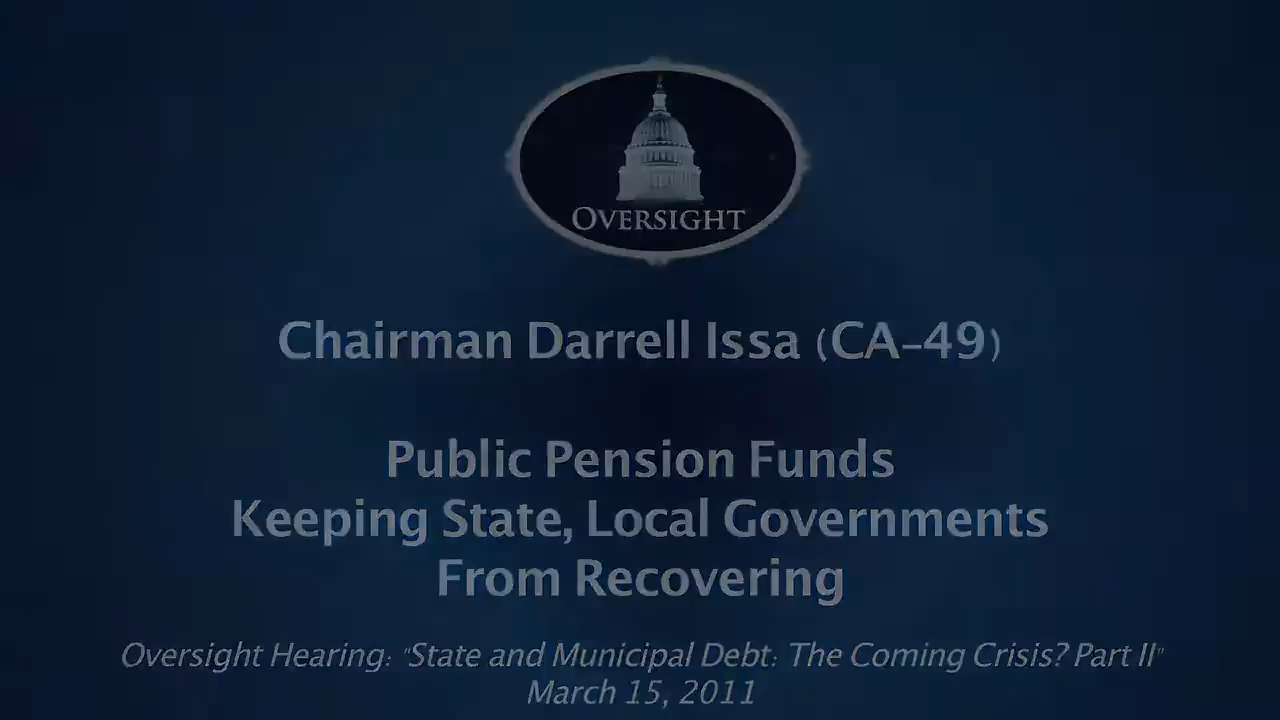 OVERSIGHT
Chairman Darrell Issa (CA-49)
Public Pension Funds
Keeping State, Local Governments
From Recovering
Oversight Hearing: "State and Municipal Debt: The Coming Crisis? Part II"
March 15, 2011